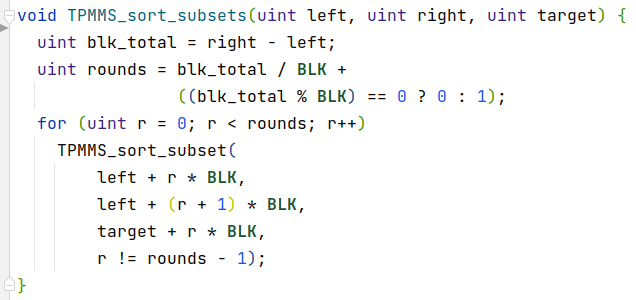 void TPMMS_sort_subsets(uint left, uint right, uint target) {
  uint blk_total = right - left;
  uint rounds = blk_total / BLK +
                ((blk_total % BLK) == 0 ? 0 : 1);
  for (uint r = 0; r < rounds; r++)
    TPMMS_sort_subset(
        left + r * BLK,
        left + (r + 1) * BLK,
        target + r * BLK,
        r != rounds - 1);
}